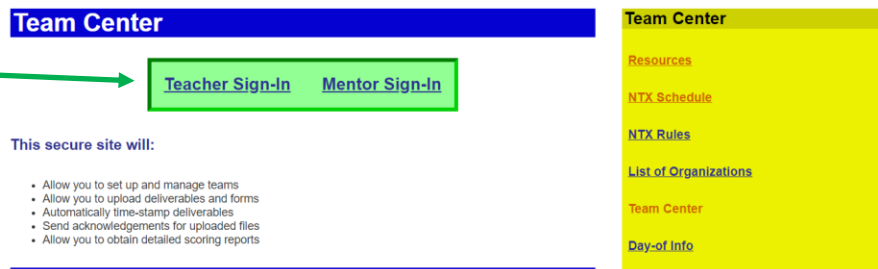 Team Center
Teacher Sign-In Mentor Sign-In
This secure site will:
• Allow you to set up and manage teams
• Allow you to upload deliverables and forms
• Automatically time-stamp deliverables
• Send acknowledgements for uploaded files
• Allow you to obtain detailed scoring reports
Team Center
Resources
NTX Schedule
NTX Rules
List of Organizations
Team Center
Day-of Info